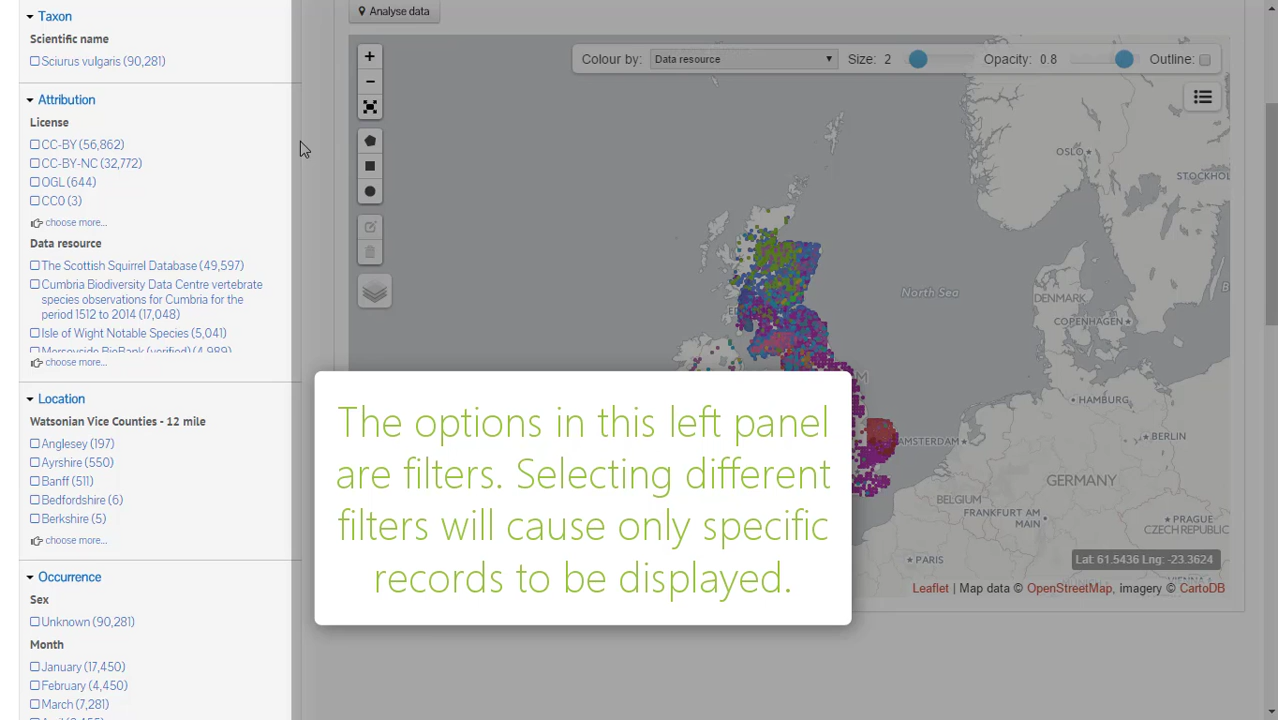 Taxon
Scientific name
Sciurus vulgaris (90,281)
Attribution
License
CC-BY (56,862)
CC-BY-NC (32,772)
OGL (644)
CC0 (3)
choose more...
Data resource
The Scottish Squirrel Database (49,597)
Cumbria Biodiversity Data Centre vertebrate
species observations for Cumbria for the
period 1512 to 2014 (17,048)
Isle of Wight Notable Species (5,041)
Merseyside BioBank (verified) (4,989)
choose more...
Location
Watsonian Vice Counties - 12 mile
Anglesey (197)
Ayrshire (550)
Banff (511)
Bedfordshire (6)
Berkshire (5)
choose more...
Occurrence
Sex
Unknown (90,281)
Month
January (17,450)
February (4,450)
March (7,281)
Analyse data
+
−
Colour by: Data resource Size: 2 Opacity: 0.8 Outline:
OSLO
STOCKHOL
North Sea
DENMARK
COPENHAGEN
HAMBURG
AMSTERDAM
BERLIN
GERMANY
BELGIUM
FRANKFURT AM
MAIN
PRAGUE
CZECH REPUBLIC
PARIS
Lat: 61.5436 Lng: -23.3624
Leaflet | Map data © OpenStreetMap, imagery © CartoDB
The options in this left panel
are filters. Selecting different
filters will cause only specific
records to be displayed.